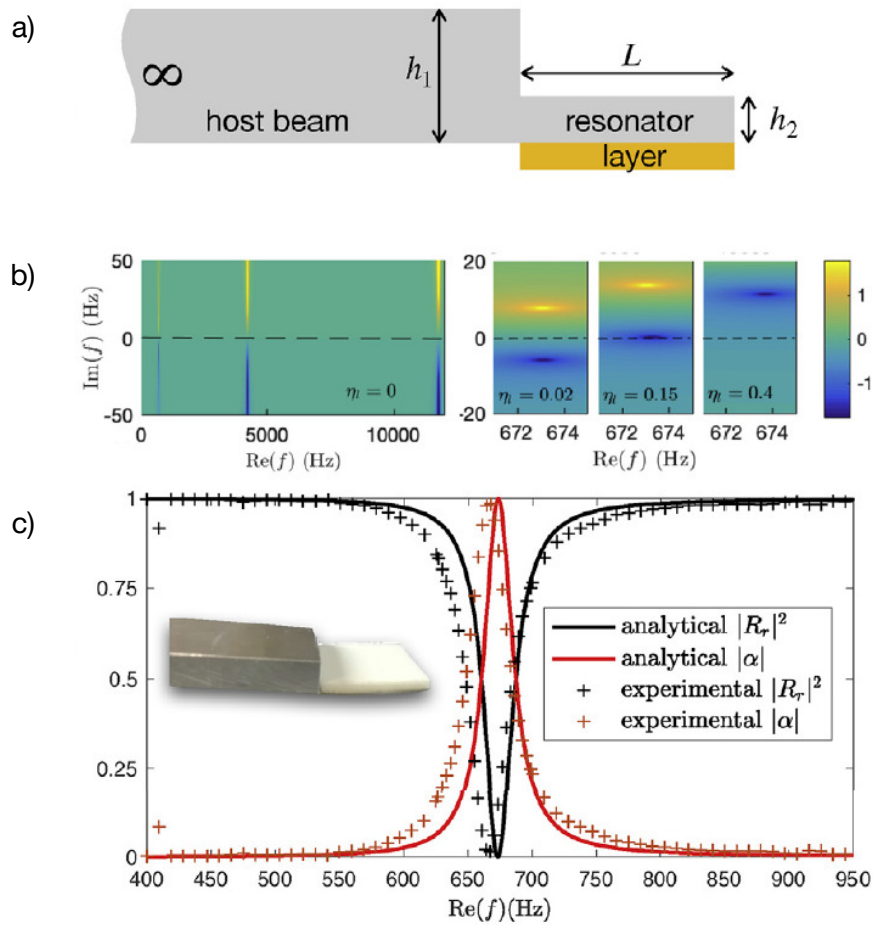 a)
∞
host beam
h₁
L
resonator
h₂
layer
b)
Im(f) (Hz)
50
0
-50
ηₗ = 0
0 5000 10000
Re(f) (Hz)
20
0
-20
ηₗ = 0.02 ηₗ = 0.15 ηₗ = 0.4
672 674 672 674 672 674
Re(f) (Hz)
1
0
-1
c)
1
0.75
0.5
0.25
0
analytical |Rᵣ|²
analytical |α|
experimental |Rᵣ|²
experimental |α|
400 450 500 550 600 650 700 750 800 850 900 950
Re(f)(Hz)